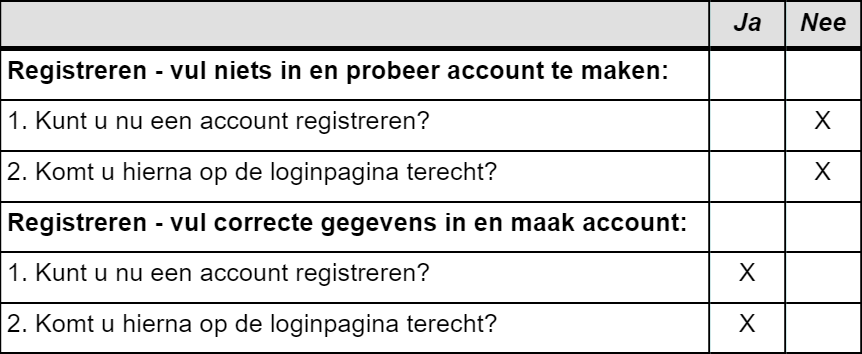 Ja Nee
Registreren - vul niets in en probeer account te maken:
1. Kunt u nu een account registreren? X
2. Komt u hierna op de loginpagina terecht? X
Registreren - vul correcte gegevens in en maak account:
1. Kunt u nu een account registreren? X
2. Komt u hierna op de loginpagina terecht? X